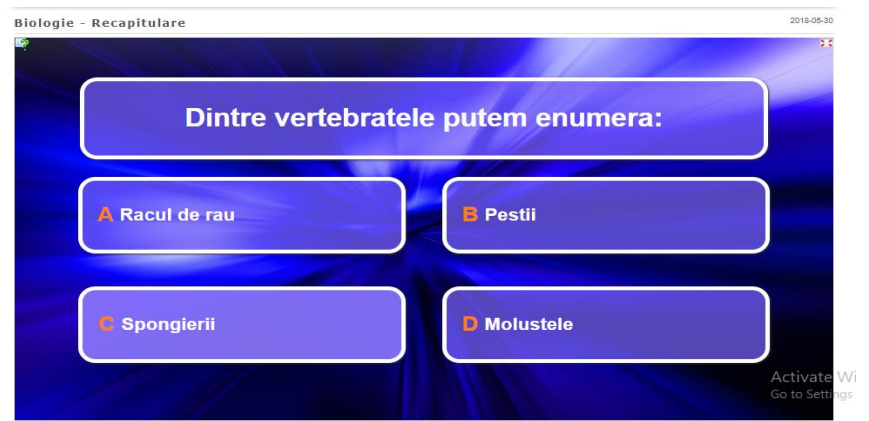 Biologie - Recapitulare
2018-05-30
Dintre vertebratele putem enumera:
A Racul de rau
B Pestii
C Spongierii
D Molustele
Activate Wi
Go to Settings